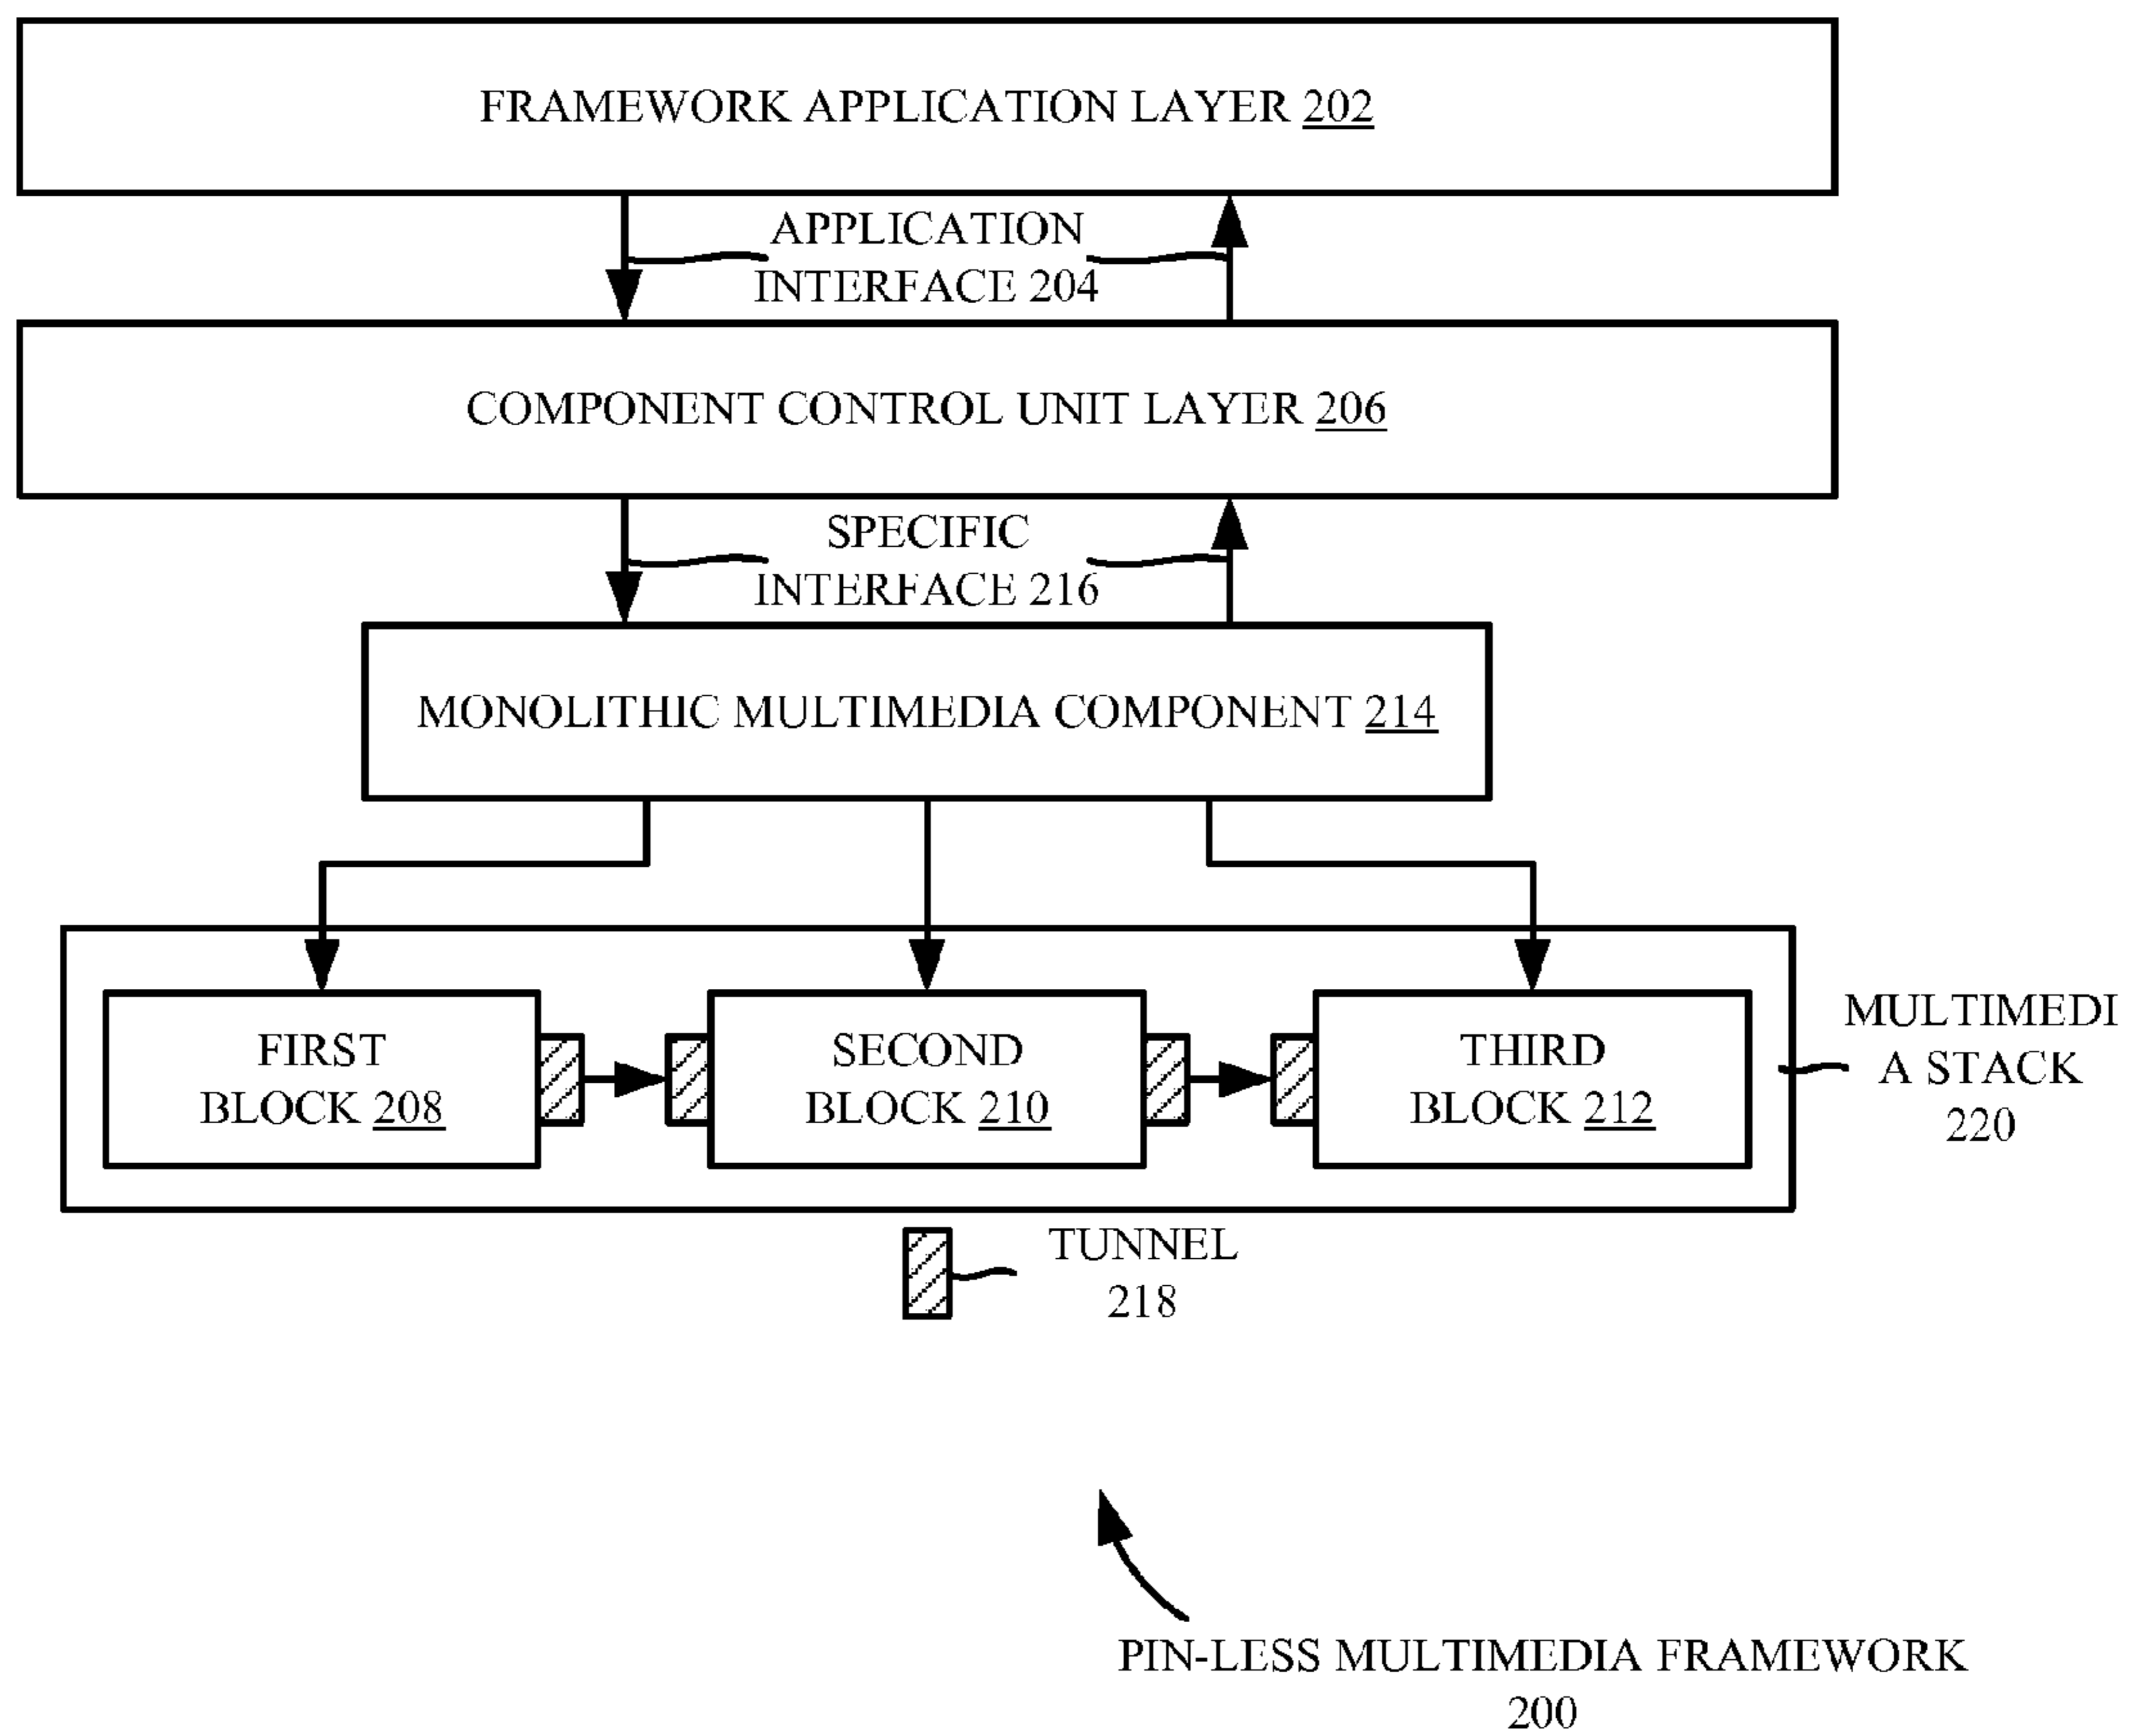 FRAMEWORK APPLICATION LAYER 202
APPLICATION
INTERFACE 204
COMPONENT CONTROL UNIT LAYER 206
SPECIFIC
INTERFACE 216
MONOLITHIC MULTIMEDIA COMPONENT 214
FIRST
BLOCK 208
SECOND
BLOCK 210
THIRD
BLOCK 212
MULTIMEDI
A STACK
220
TUNNEL
218
PIN-LESS MULTIMEDIA FRAMEWORK
200